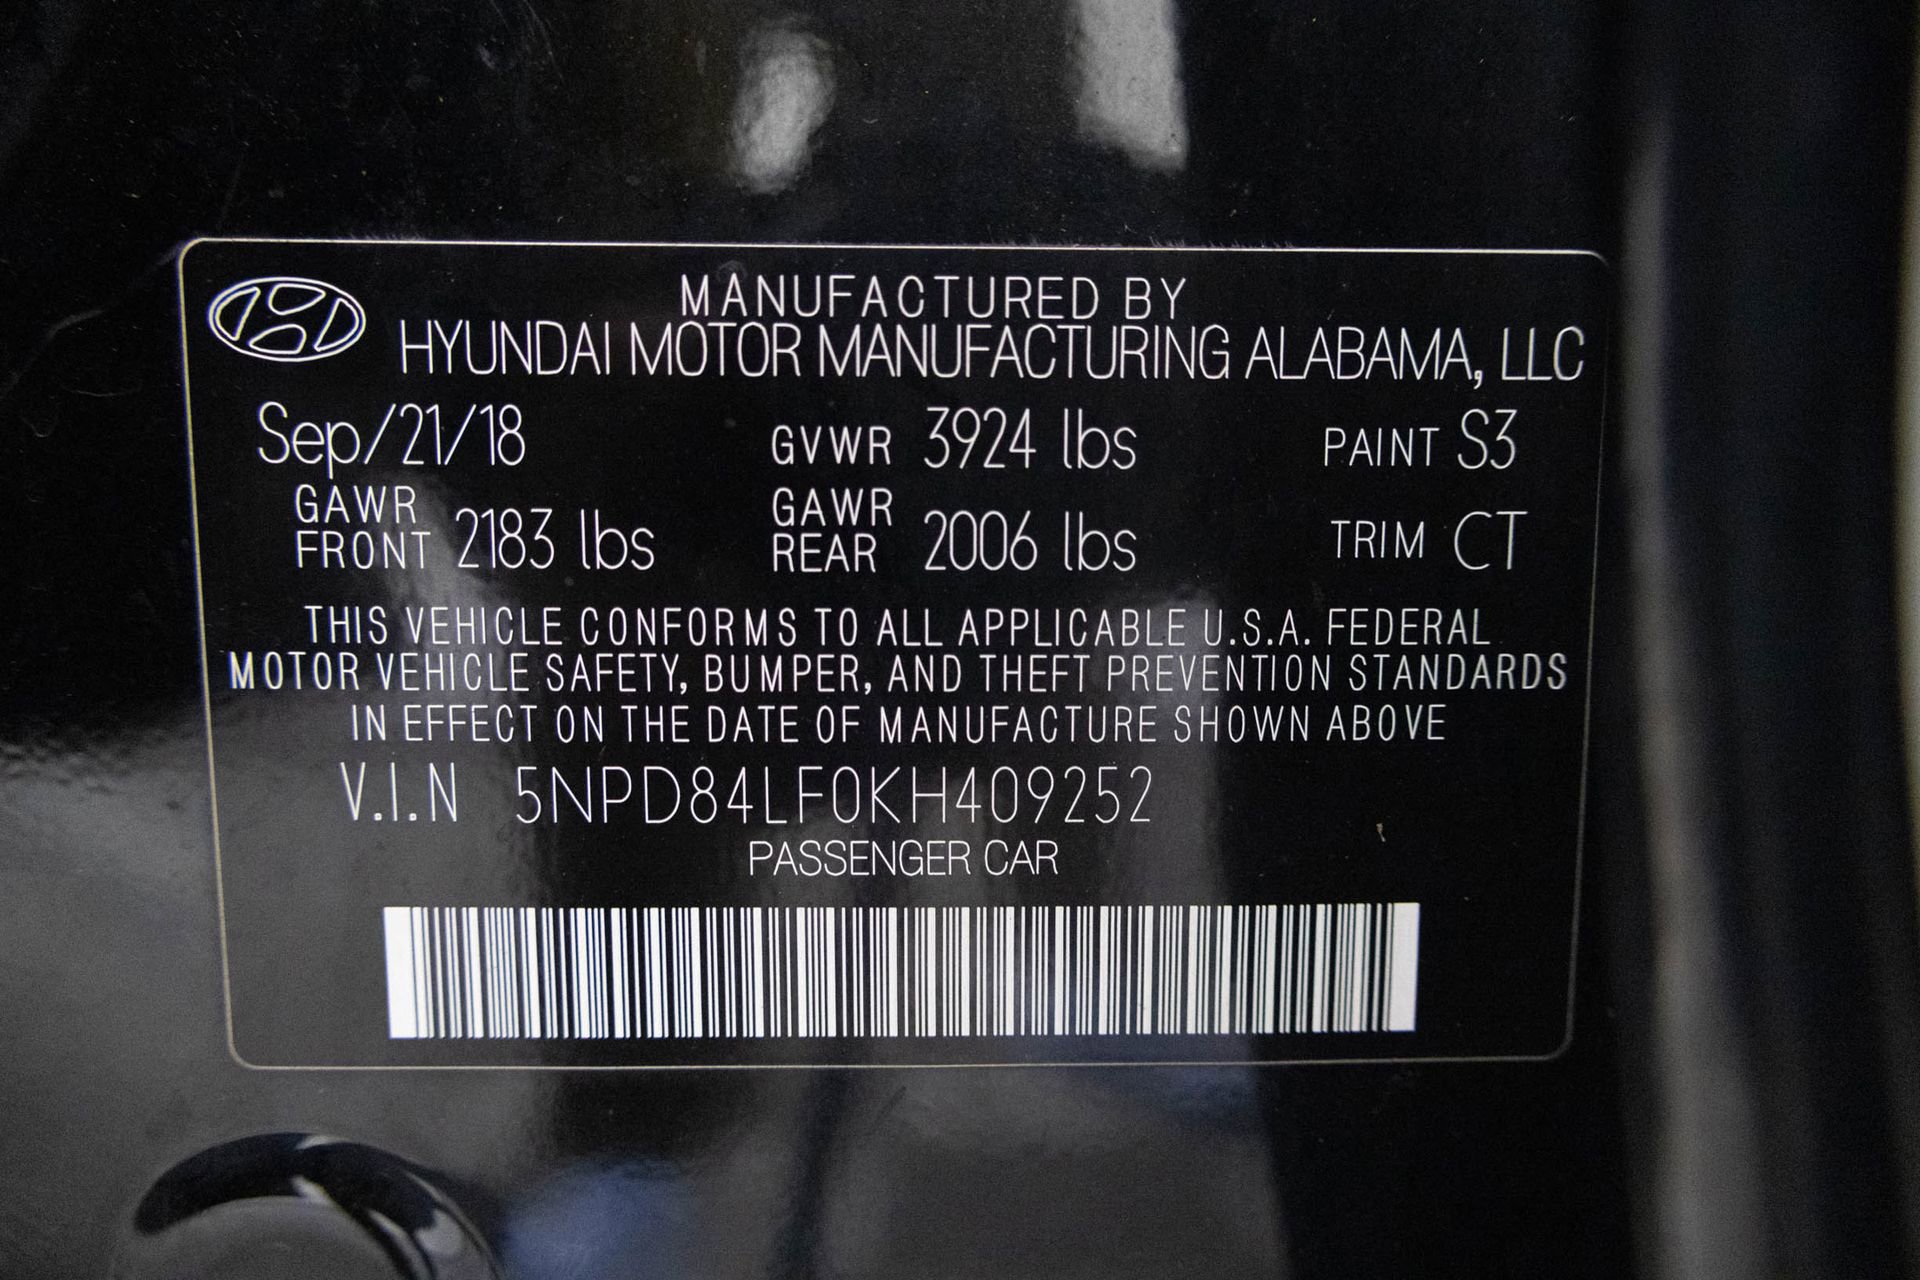 MANUFACTURED BY
HYUNDAI MOTOR MANUFACTURING ALABAMA, LLC
Sep/21/18 GVWR 3924 lbs PAINT S3
GAWR FRONT 2183 lbs GAWR REAR 2006 lbs TRIM CT
THIS VEHICLE CONFORMS TO ALL APPLICABLE U.S.A. FEDERAL
MOTOR VEHICLE SAFETY, BUMPER, AND THEFT PREVENTION STANDARDS
IN EFFECT ON THE DATE OF MANUFACTURE SHOWN ABOVE
V.I.N 5NPD84LF0KH409252
PASSENGER CAR